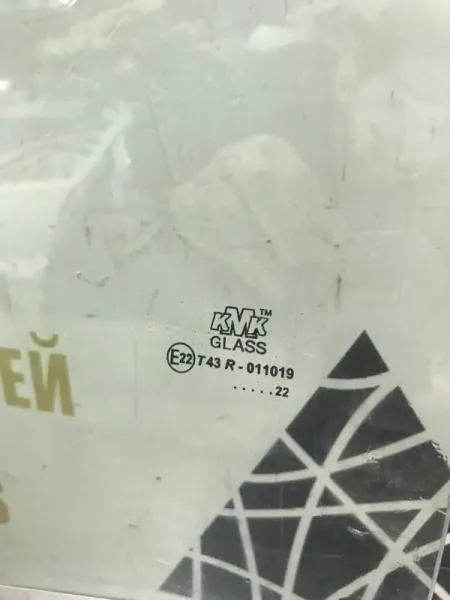 KMK™
GLASS
E22 T43 R - 011019
.....22
ЕЙ